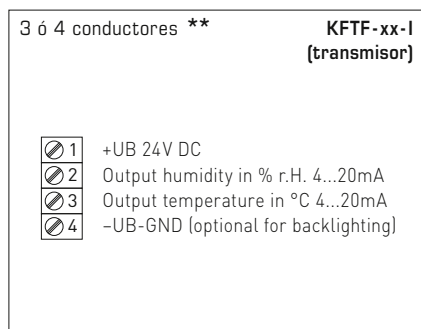 3 ó 4 conductores ** KFTF-xx-I
(transmisor)
1 +UB 24V DC
2 Output humidity in % r.H. 4...20mA
3 Output temperature in °C 4...20mA
4 –UB-GND (optional for backlighting)